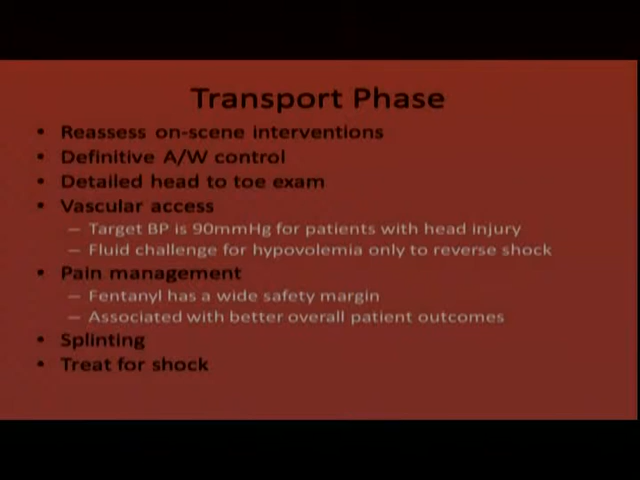 Transport Phase
• Reassess on-scene interventions
• Definitive A/W control
• Detailed head to toe exam
• Vascular access
– Target BP is 90mmHg for patients with head injury
– Fluid challenge for hypovolemia only to reverse shock
• Pain management
– Fentanyl has a wide safety margin
– Associated with better overall patient outcomes
• Splinting
• Treat for shock